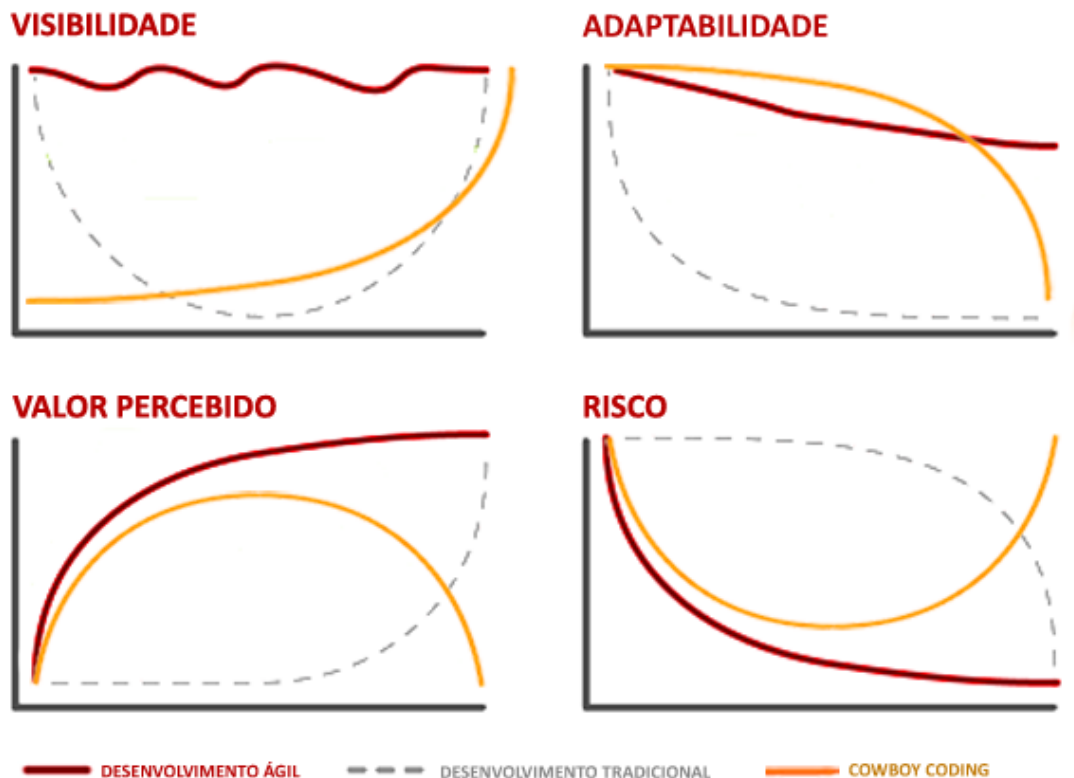 VISIBILIDADE
ADAPTABILIDADE
VALOR PERCEBIDO
RISCO
DESENVOLVIMENTO ÁGIL
DESENVOLVIMENTO TRADICIONAL
COWBOY CODING